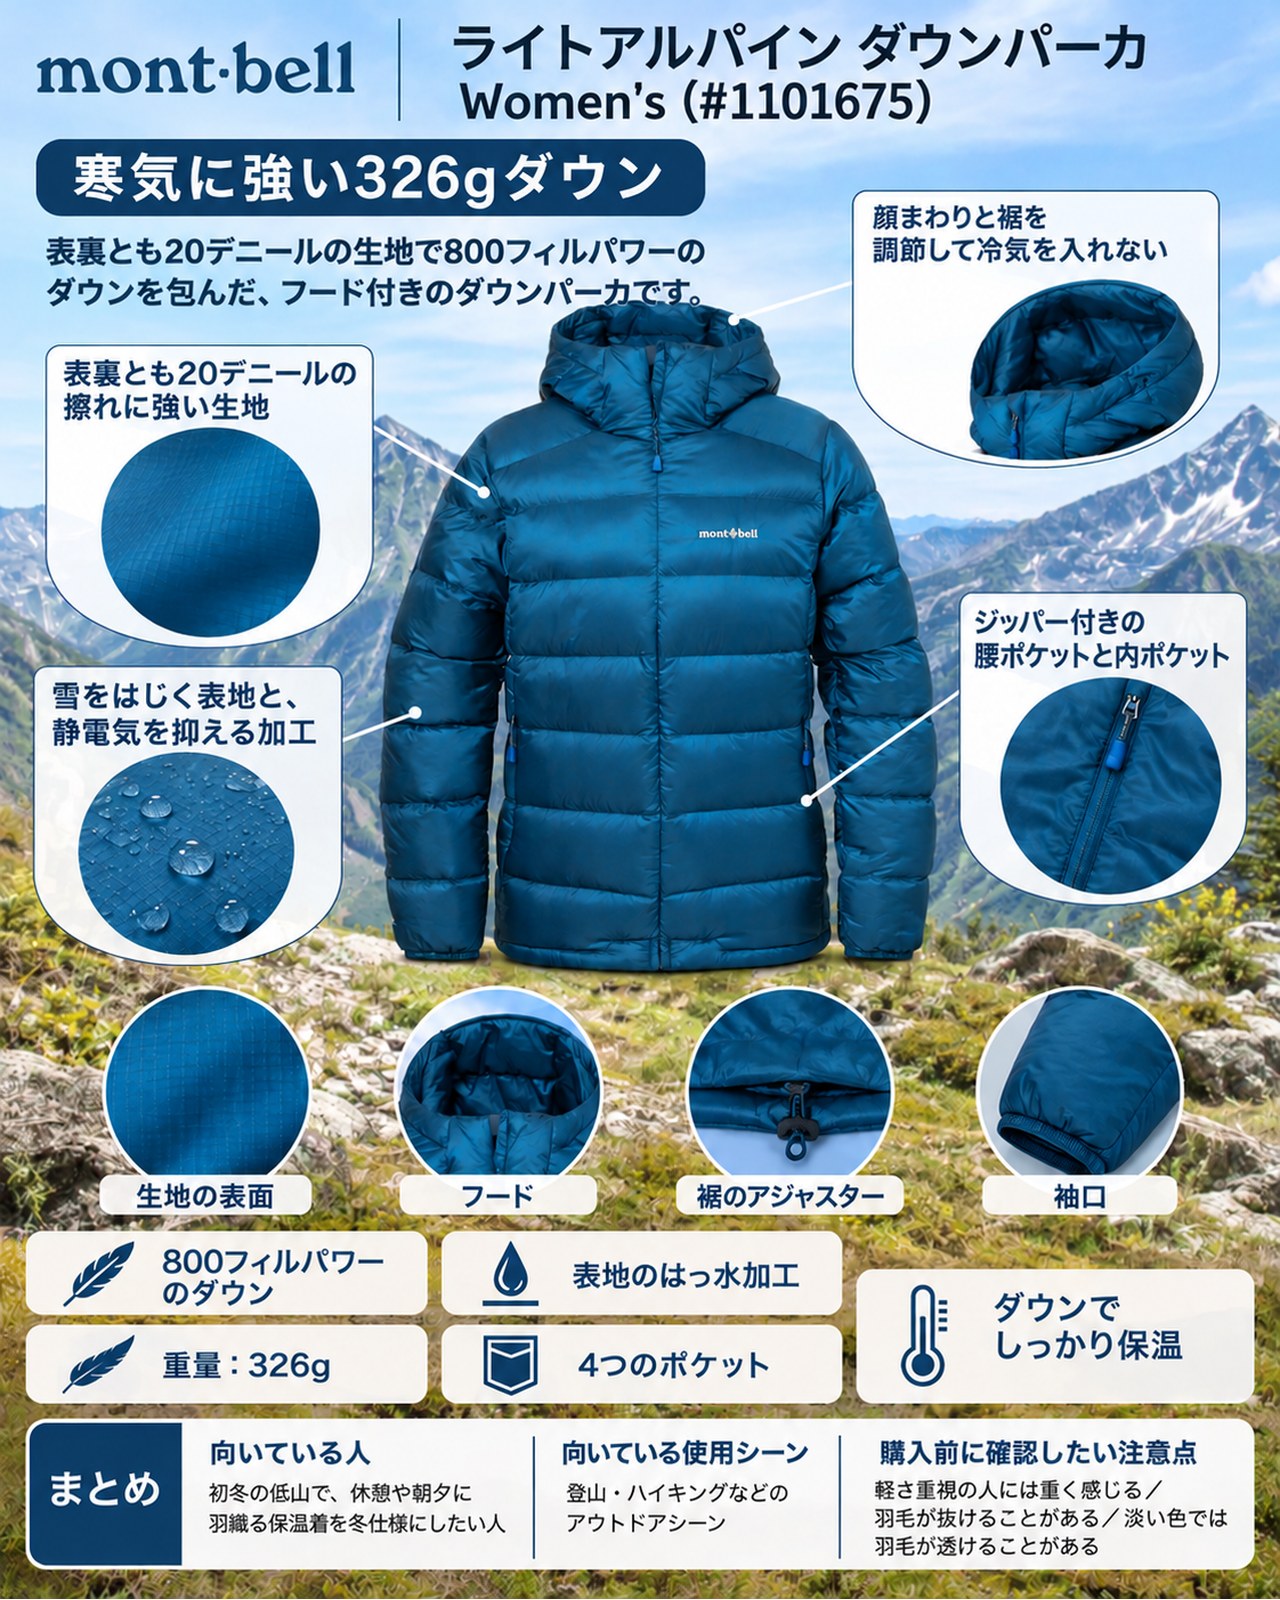 mont·bell
ライトアルパイン ダウンパーカ
Women's (#1101675)
寒気に強い326gダウン
表裏とも20デニールの生地で800フィルパワーの
ダウンを包んだ、フード付きのダウンパーカです。
顔まわりと裾を
調節して冷気を入れない
表裏とも20デニールの
擦れに強い生地
mont bell
ジッパー付きの
腰ポケットと内ポケット
雪をはじく表地と、
静電気を抑える加工
生地の表面
フード
裾のアジャスター
袖口
800フィルパワー
のダウン
表地のはっ水加工
ダウンで
しっかり保温
重量：326g
4つのポケット
まとめ
向いている人
初冬の低山で、休憩や朝夕に
羽織る保温着を冬仕様にしたい人
向いている使用シーン
登山・ハイキングなどの
アウトドアシーン
購入前に確認したい注意点
軽さ重視の人には重く感じる／
羽毛が抜けることがある／淡い色では
羽毛が透けることがある